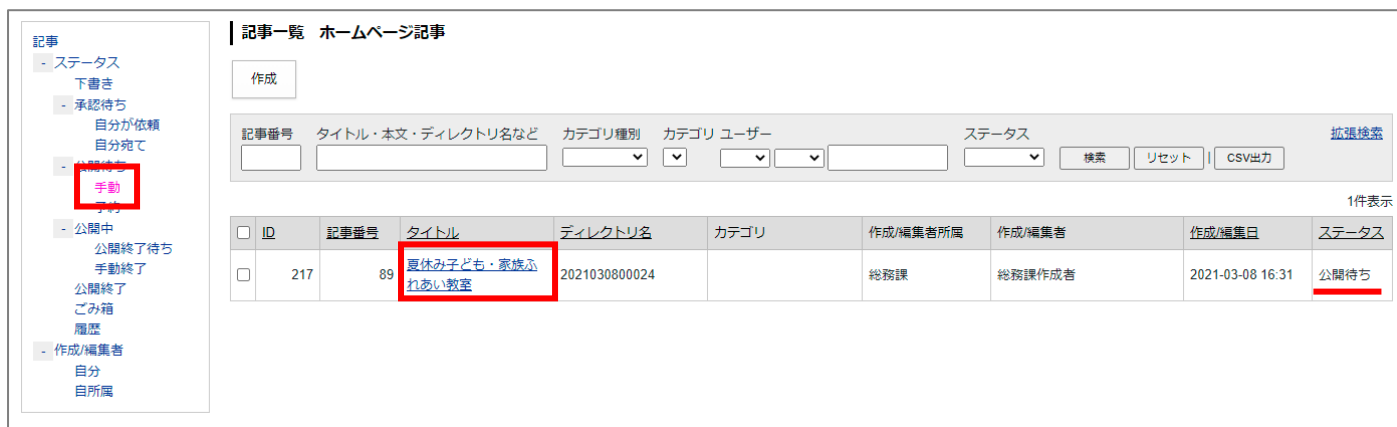 記事
- ステータス
下書き
- 承認待ち
自分が依頼
自分宛て
- 公開待ち
手動
予約
- 公開中
公開終了待ち
手動終了
公開終了
ごみ箱
履歴
- 作成/編集者
自分
自所属
記事一覧 ホームページ記事
作成
記事番号 タイトル・本文・ディレクトリ名など カテゴリ種別 カテゴリ ユーザー ステータス 拡張検索
検索 リセット | CSV出力
1件表示
ID 記事番号 タイトル ディレクトリ名 カテゴリ 作成/編集者所属 作成/編集者 作成/編集日 ステータス
217 89 夏休み子ども・家族ふ 2021030800024 総務課 総務課作成者 2021-03-08 16:31 公開待ち
れあい教室